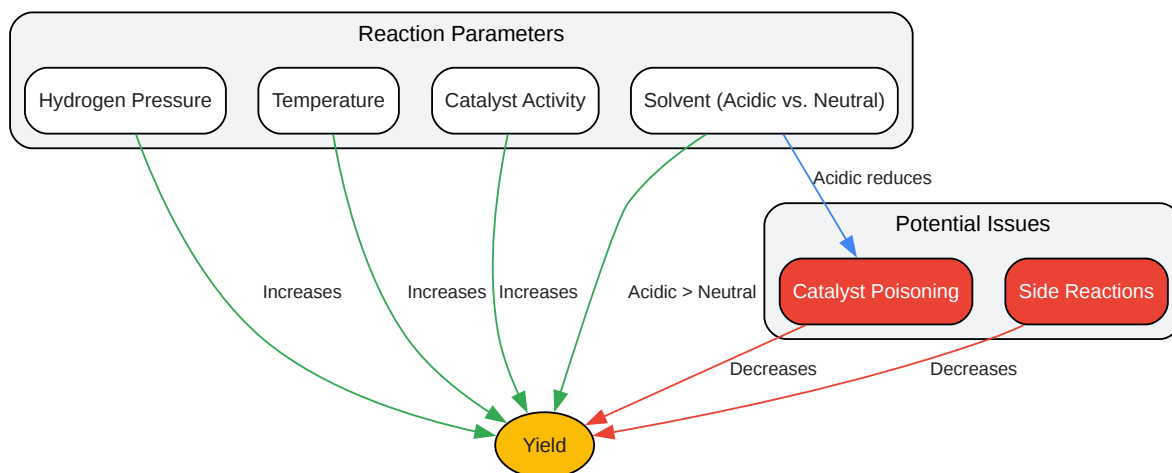 Reaction Parameters
Hydrogen Pressure
Temperature
Catalyst Activity
Solvent (Acidic vs. Neutral)
Acidic reduces
Potential Issues
Catalyst Poisoning
Side Reactions
Increases
Increases
Increases
Acidic > Neutral
Decreases
Decreases
Yield